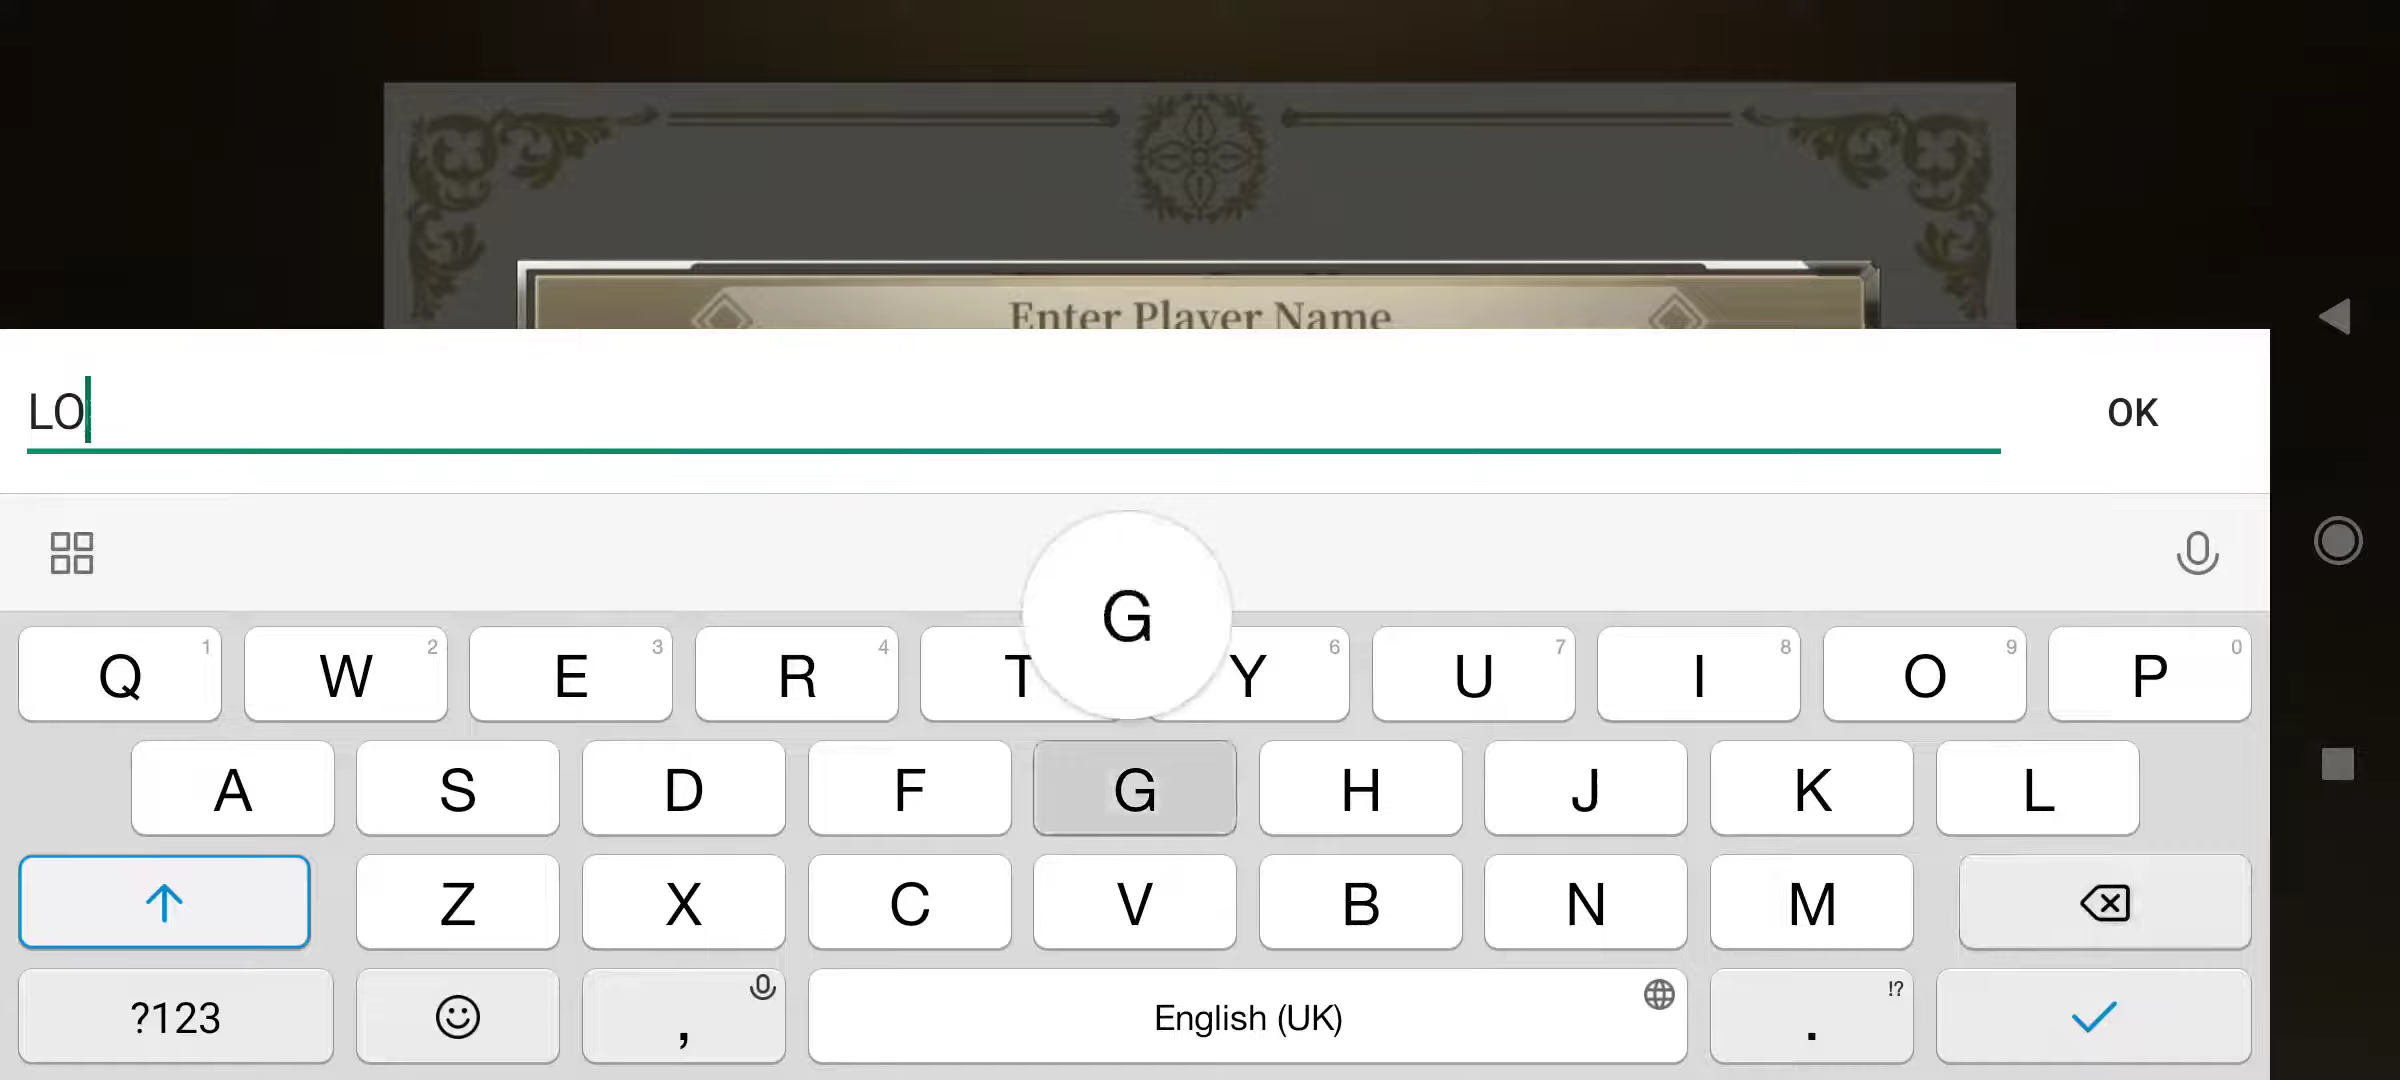 Enter Player Name
LO
OK
G
Q 1 W 2 E 3 R 4 T Y 6 U 7 I 8 O 9 P 0
A S D F G H J K L
Z X C V B N M
?123 , English (UK) . !?